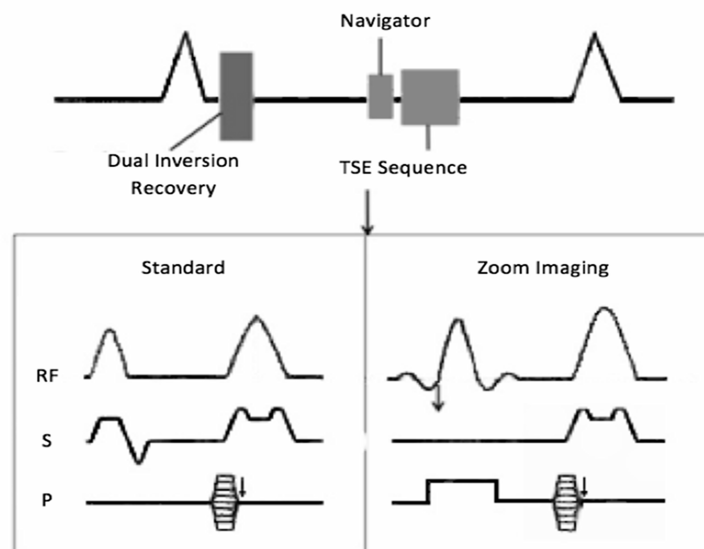 Navigator
Dual Inversion
Recovery
TSE Sequence
Standard
Zoom Imaging
RF
S
P